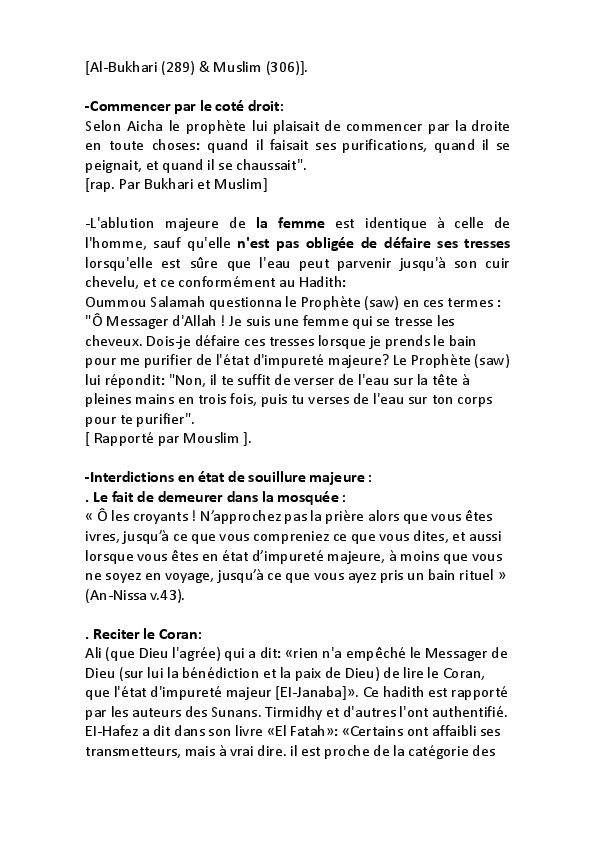 [Al-Bukhari (289) & Muslim (306)].
-Commencer par le coté droit:
Selon Aicha le prophète lui plaisait de commencer par la droite
en toute choses: quand il faisait ses purifications, quand il se
peignait, et quand il se chaussait".
[rap. Par Bukhari et Muslim]
-L'ablution majeure de la femme est identique à celle de
l'homme, sauf qu'elle n'est pas obligée de défaire ses tresses
lorsqu'elle est sûre que l'eau peut parvenir jusqu'à son cuir
chevelu, et ce conformément au Hadith:
Oummou Salamah questionna le Prophète (saw) en ces termes :
"Ô Messager d'Allah ! Je suis une femme qui se tresse les
cheveux. Dois-je défaire ces tresses lorsque je prends le bain
pour me purifier de l'état d'impureté majeure? Le Prophète (saw)
lui répondit: "Non, il te suffit de verser de l'eau sur la tête à
pleines mains en trois fois, puis tu verses de l'eau sur ton corps
pour te purifier".
[ Rapporté par Mouslim ].
-Interdictions en état de souillure majeure :
. Le fait de demeurer dans la mosquée :
« Ô les croyants ! N’approchez pas la prière alors que vous êtes
ivres, jusqu’à ce que vous compreniez ce que vous dites, et aussi
lorsque vous êtes en état d’impureté majeure, à moins que vous
ne soyez en voyage, jusqu’à ce que vous ayez pris un bain rituel »
(An-Nissa v.43).
. Reciter le Coran:
Ali (que Dieu l'agrée) qui a dit: «rien n'a empêché le Messager de
Dieu (sur lui la bénédiction et la paix de Dieu) de lire le Coran,
que l'état d'impureté majeur [El-Janaba]». Ce hadith est rapporté
par les auteurs des Sunans. Tirmidhy et d'autres l'ont authentifié.
El-Hafez a dit dans son livre «El Fatah»: «Certains ont affaibli ses
transmetteurs, mais à vrai dire. il est proche de la catégorie des